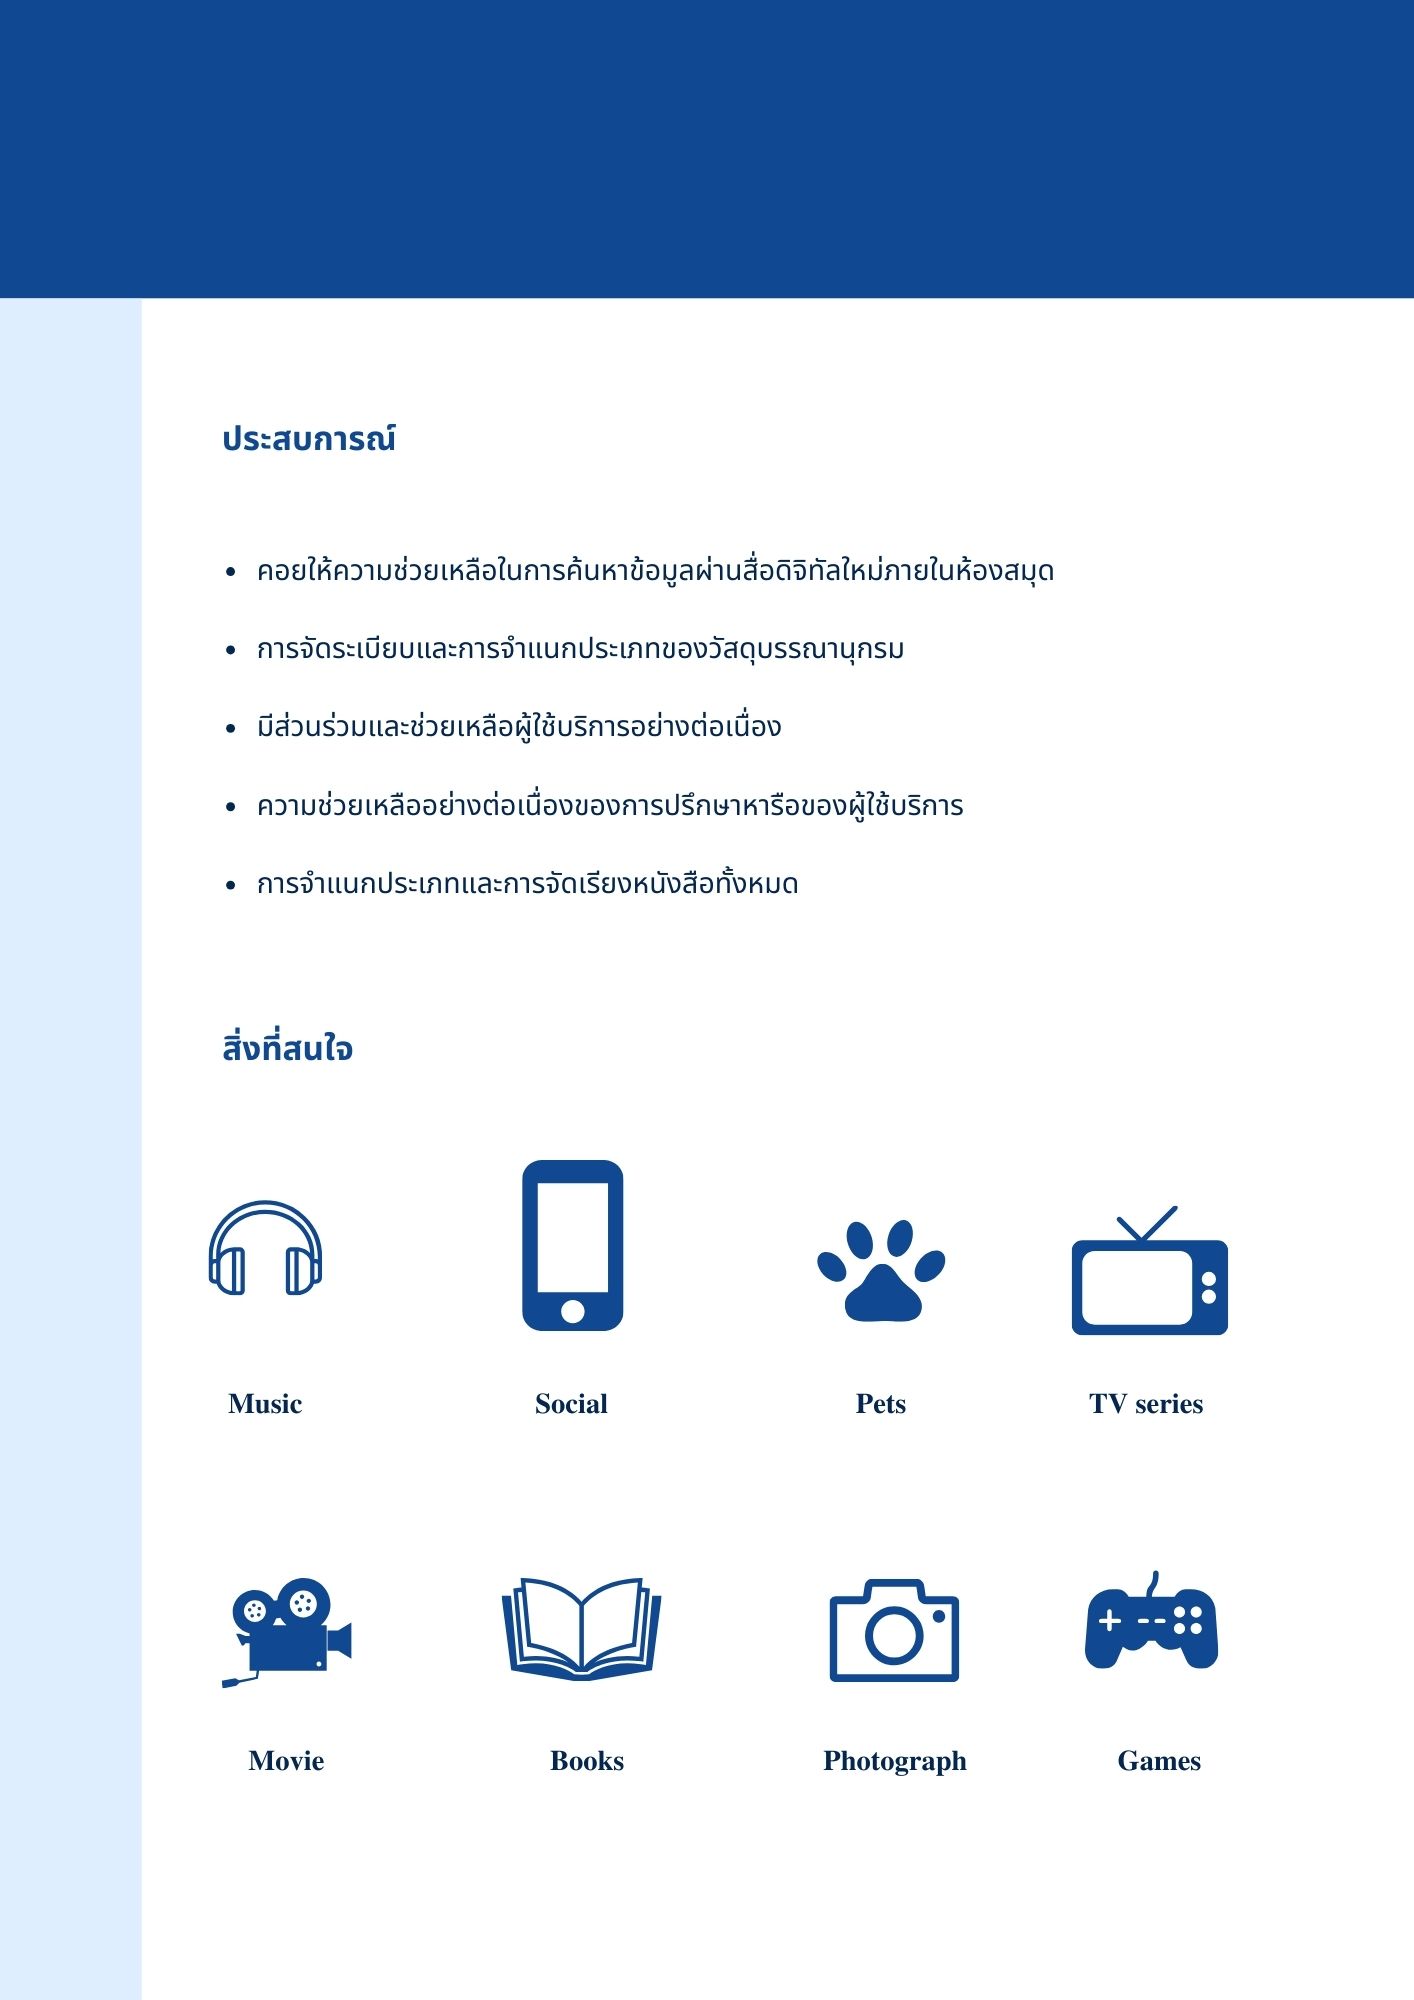 ประสบการณ์
• คอยให้ความช่วยเหลือในการค้นหาข้อมูลผ่านสื่อดิจิทัลใหม่ภายในห้องสมุด
• การจัดระเบียบและการจำแนกประเภทของวัสดุบรรณานุกรม
• มีส่วนร่วมและช่วยเหลือผู้ใช้บริการอย่างต่อเนื่อง
• ความช่วยเหลืออย่างต่อเนื่องของการปรึกษาหารือของผู้ใช้บริการ
• การจำแนกประเภทและการจัดเรียงหนังสือทั้งหมด
สิ่งที่สนใจ
Music Social Pets TV series
Movie Books Photograph Games